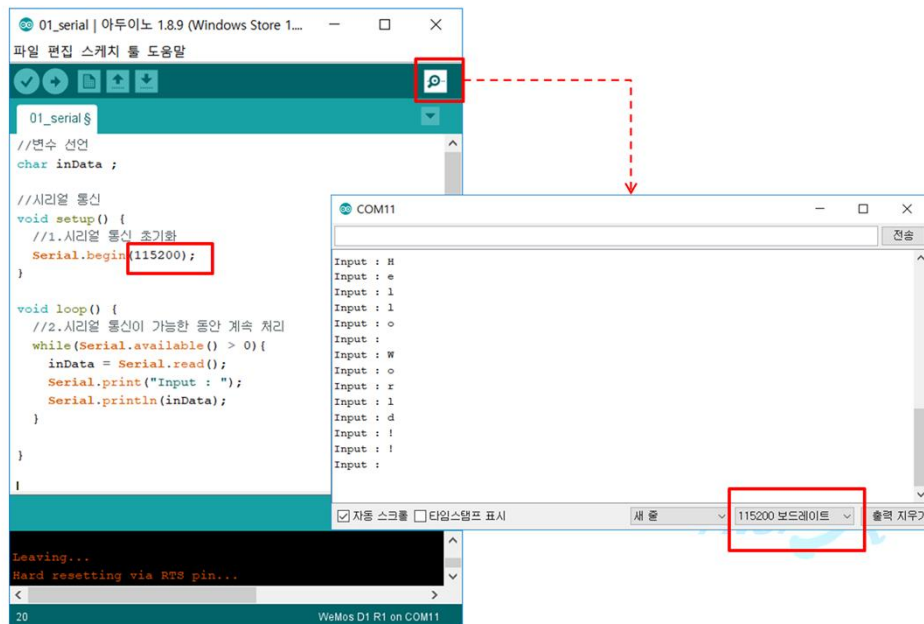 01_serial | 아두이노 1.8.9 (Windows Store 1....
파일 편집 스케치 툴 도움말
01_serial §
//변수 선언
char inData ;
//시리얼 통신
void setup() {
//1.시리얼 통신 초기화
Serial.begin(115200);
}
void loop() {
//2.시리얼 통신이 가능한 동안 계속 처리
while(Serial.available() > 0){
inData = Serial.read();
Serial.print("Input : ");
Serial.println(inData);
}
}
Leaving...
Hard resetting via RTS pin...
20
WeMos D1 R1 on COM11
COM11
전송
Input : H
Input : e
Input : l
Input : l
Input : o
Input :
Input : W
Input : o
Input : r
Input : l
Input : d
Input : !
Input : !
Input :
자동 스크롤 타임스탬프 표시
새 줄
115200 보드레이트
출력 지우기